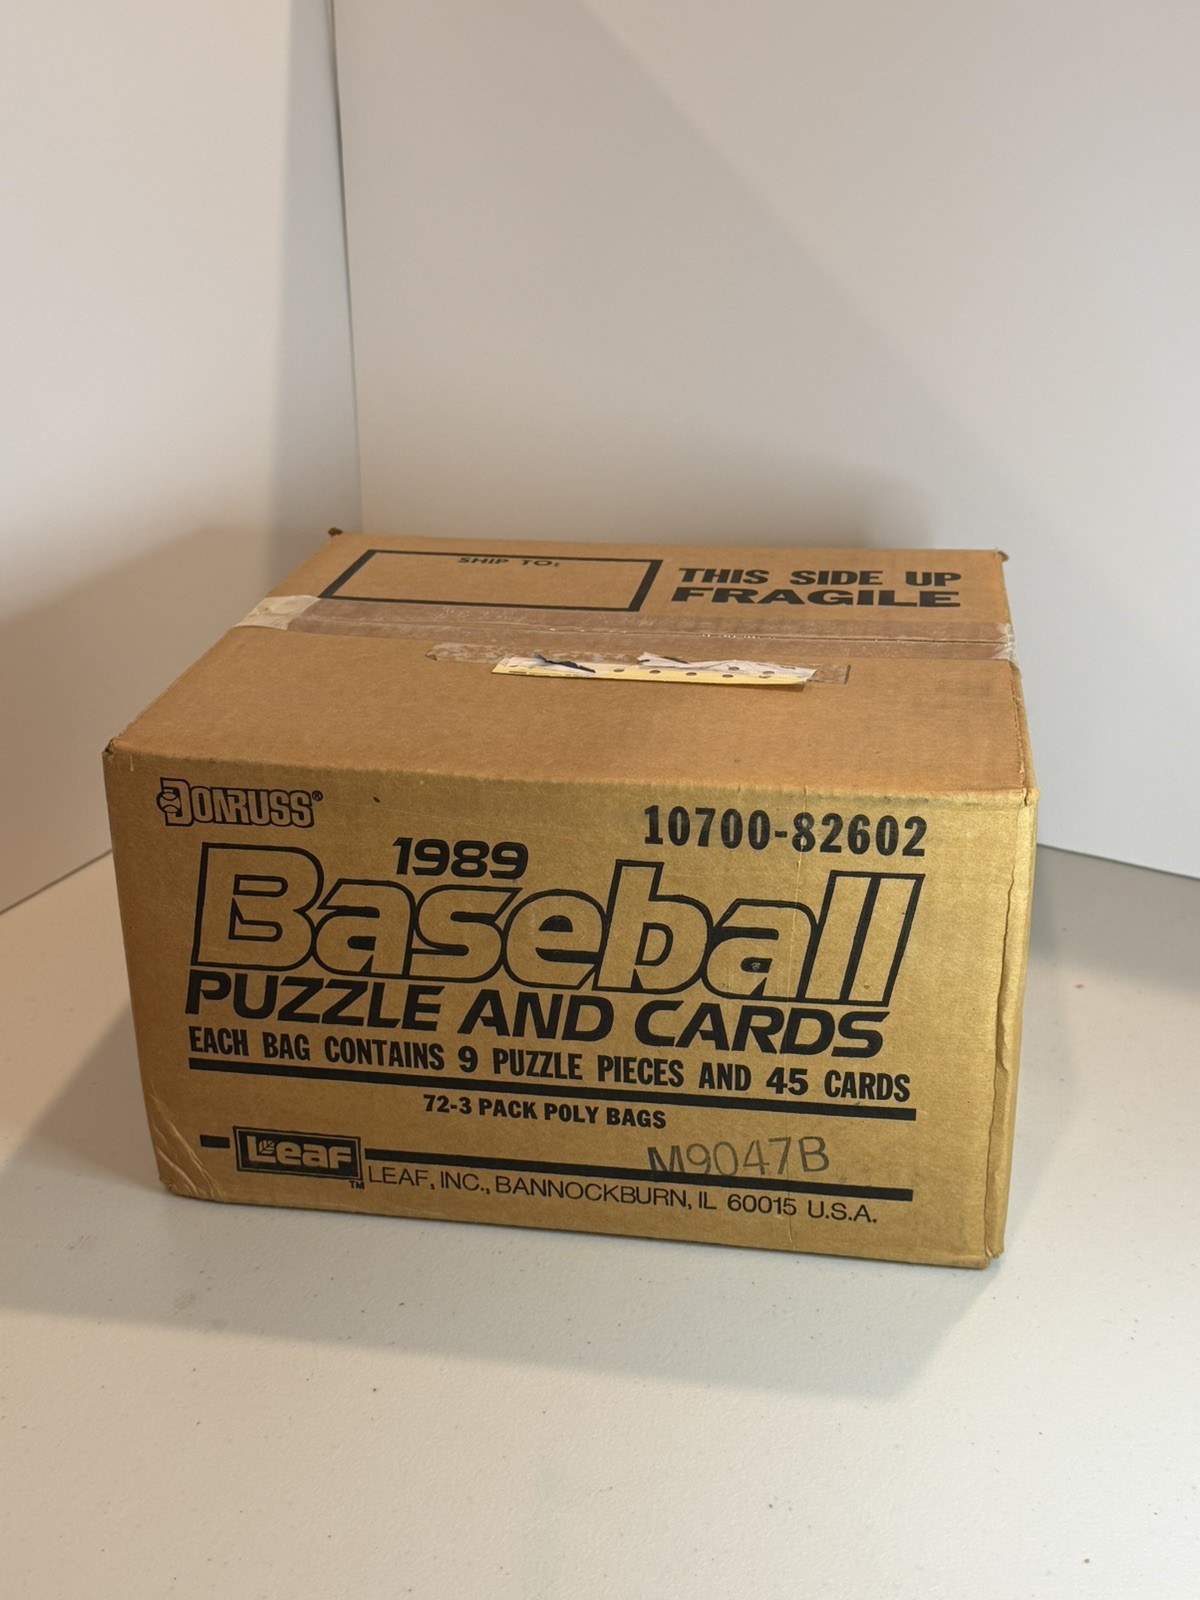 SHIP TO:
THIS SIDE UP
FRAGILE
DONRUSS®
10700-82602
1989
Baseball
PUZZLE AND CARDS
EACH BAG CONTAINS 9 PUZZLE PIECES AND 45 CARDS
72-3 PACK POLY BAGS
M9047B
Leaf™
LEAF, INC., BANNOCKBURN, IL 60015 U.S.A.